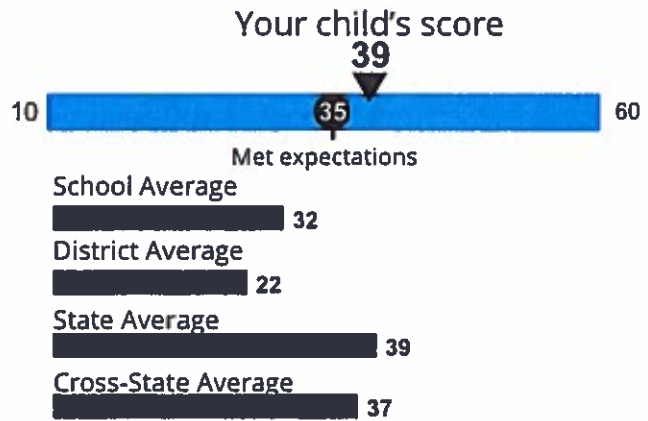 Your child's score
39
10
35
60
Met expectations
School Average
32
District Average
22
State Average
39
Cross-State Average
37